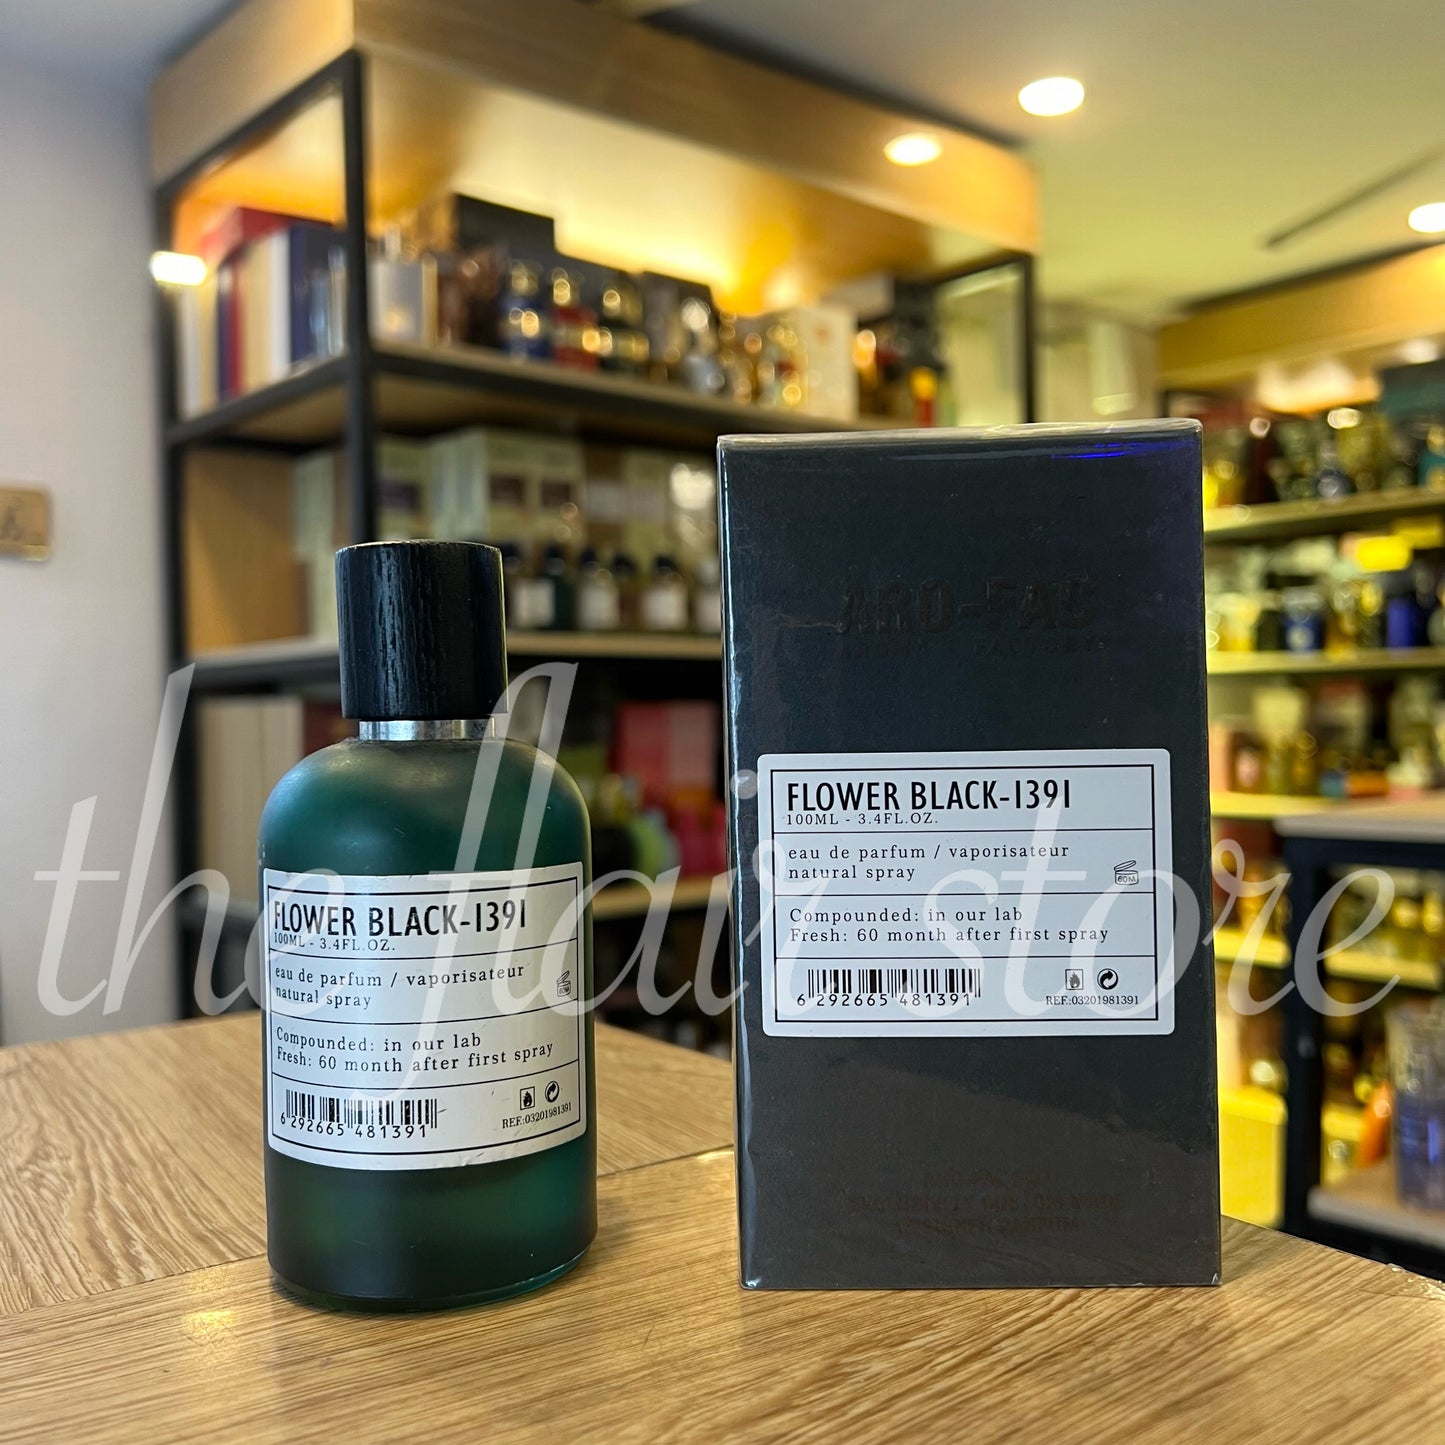 FLOWER BLACK-1391
100ML - 3.4FL.OZ.
eau de parfum / vaporisateur
natural spray
60M
Compounded: in our lab
Fresh: 60 month after first spray
6 292665 481391
REF.:03201981391
ARO-FAC
FACTORY
FLOWER BLACK-1391
100ML - 3.4FL.OZ.
eau de parfum / vaporisateur
natural spray
60M
Compounded: in our lab
Fresh: 60 month after first spray
6 292665 481391
REF.:03201981391
the flair store